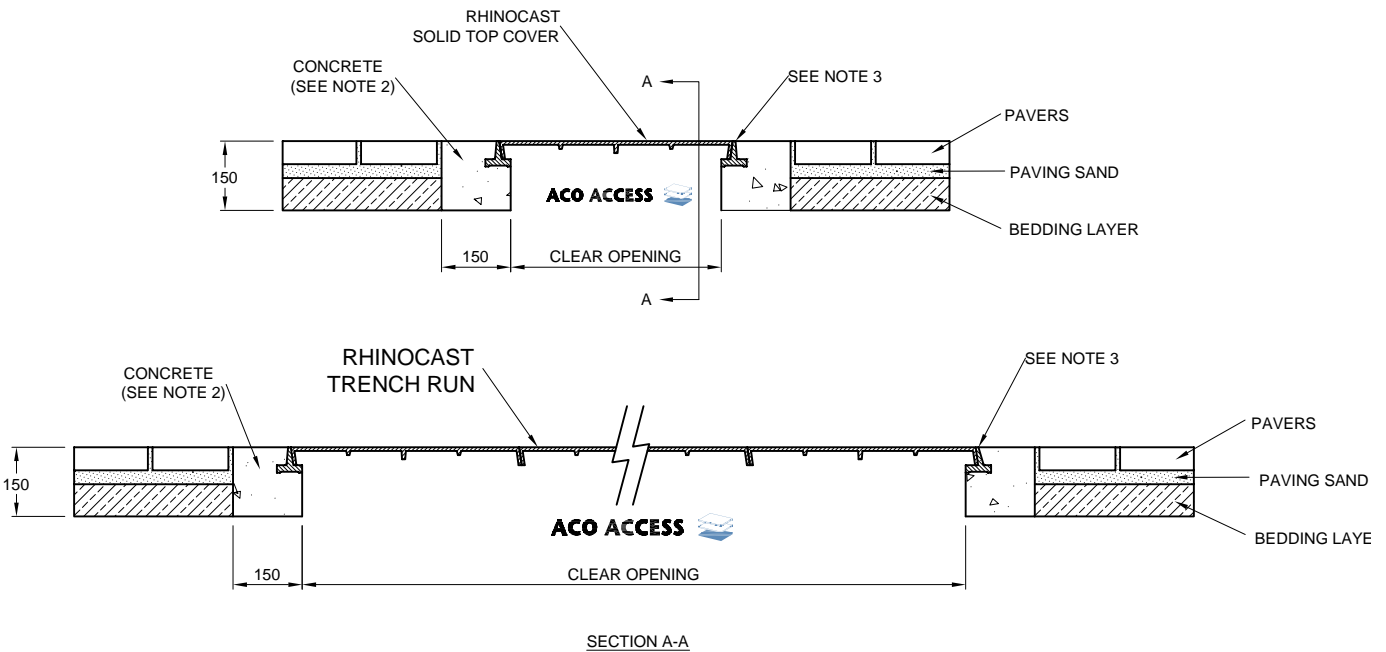 RHINOCAST
SOLID TOP COVER
CONCRETE
(SEE NOTE 2)
A
SEE NOTE 3
PAVERS
150
PAVING SAND
ACO ACCESS
BEDDING LAYER
150
CLEAR OPENING
A
RHINOCAST
TRENCH RUN
SEE NOTE 3
CONCRETE
(SEE NOTE 2)
PAVERS
150
PAVING SAND
ACO ACCESS
BEDDING LAYE
150
CLEAR OPENING
SECTION A-A